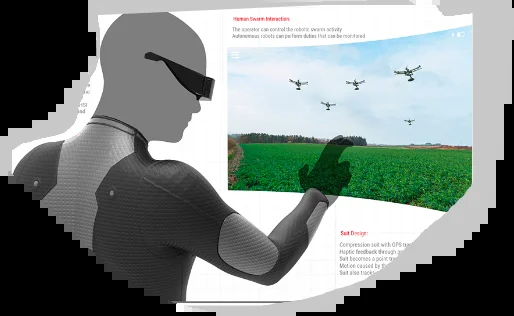 Human Swarm Interaction:
The operator can control the robotic swarm activity
Autonomous robots can perform duties that can be monitored
Suit Design:
Compression suit with GPS
Haptic feedback through
Suit becomes a point
Motion caused by
Suit also tracks